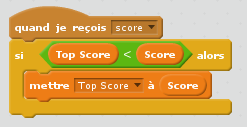 quand je reçois score
si Top Score < Score alors
mettre Top Score à Score